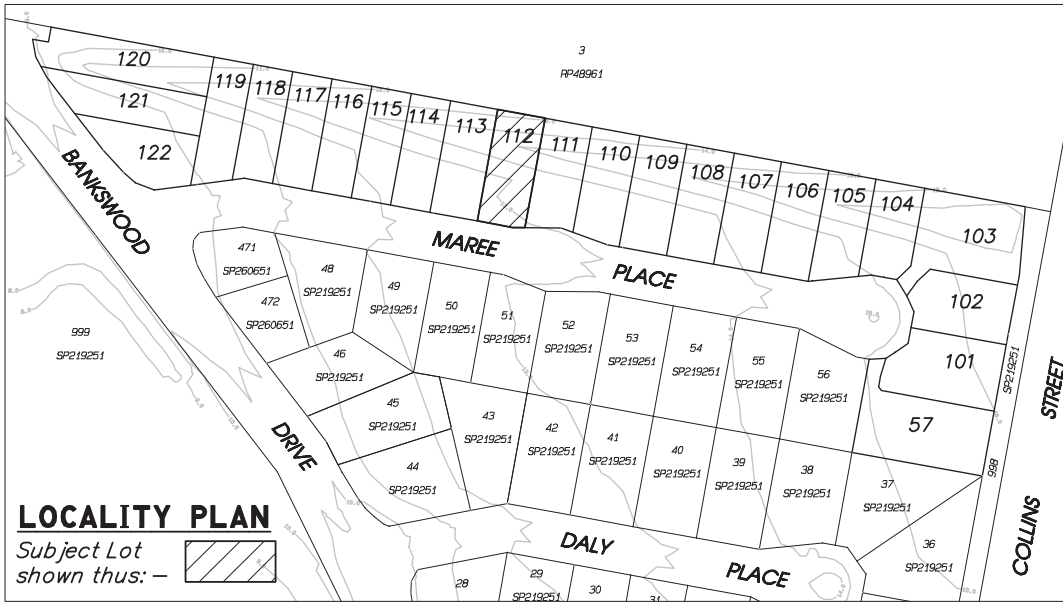 3
RP48961
120
121
122
119
118
117
116
115
114
113
112
111
110
109
108
107
106
105
104
103
102
101
57
BANKSWOOD
DRIVE
MAREE
PLACE
471
SP260651
472
SP260651
48
SP219251
49
SP219251
50
SP219251
51
SP219251
52
SP219251
53
SP219251
54
SP219251
55
SP219251
56
SP219251
46
SP219251
45
SP219251
44
SP219251
43
SP219251
42
SP219251
41
SP219251
40
SP219251
39
SP219251
38
SP219251
37
SP219251
36
SP219251
999
SP219251
998
SP219251
COLLINS
STREET
DALY
PLACE
28
29
SP219251
30
31
LOCALITY PLAN
Subject Lot
shown thus: –